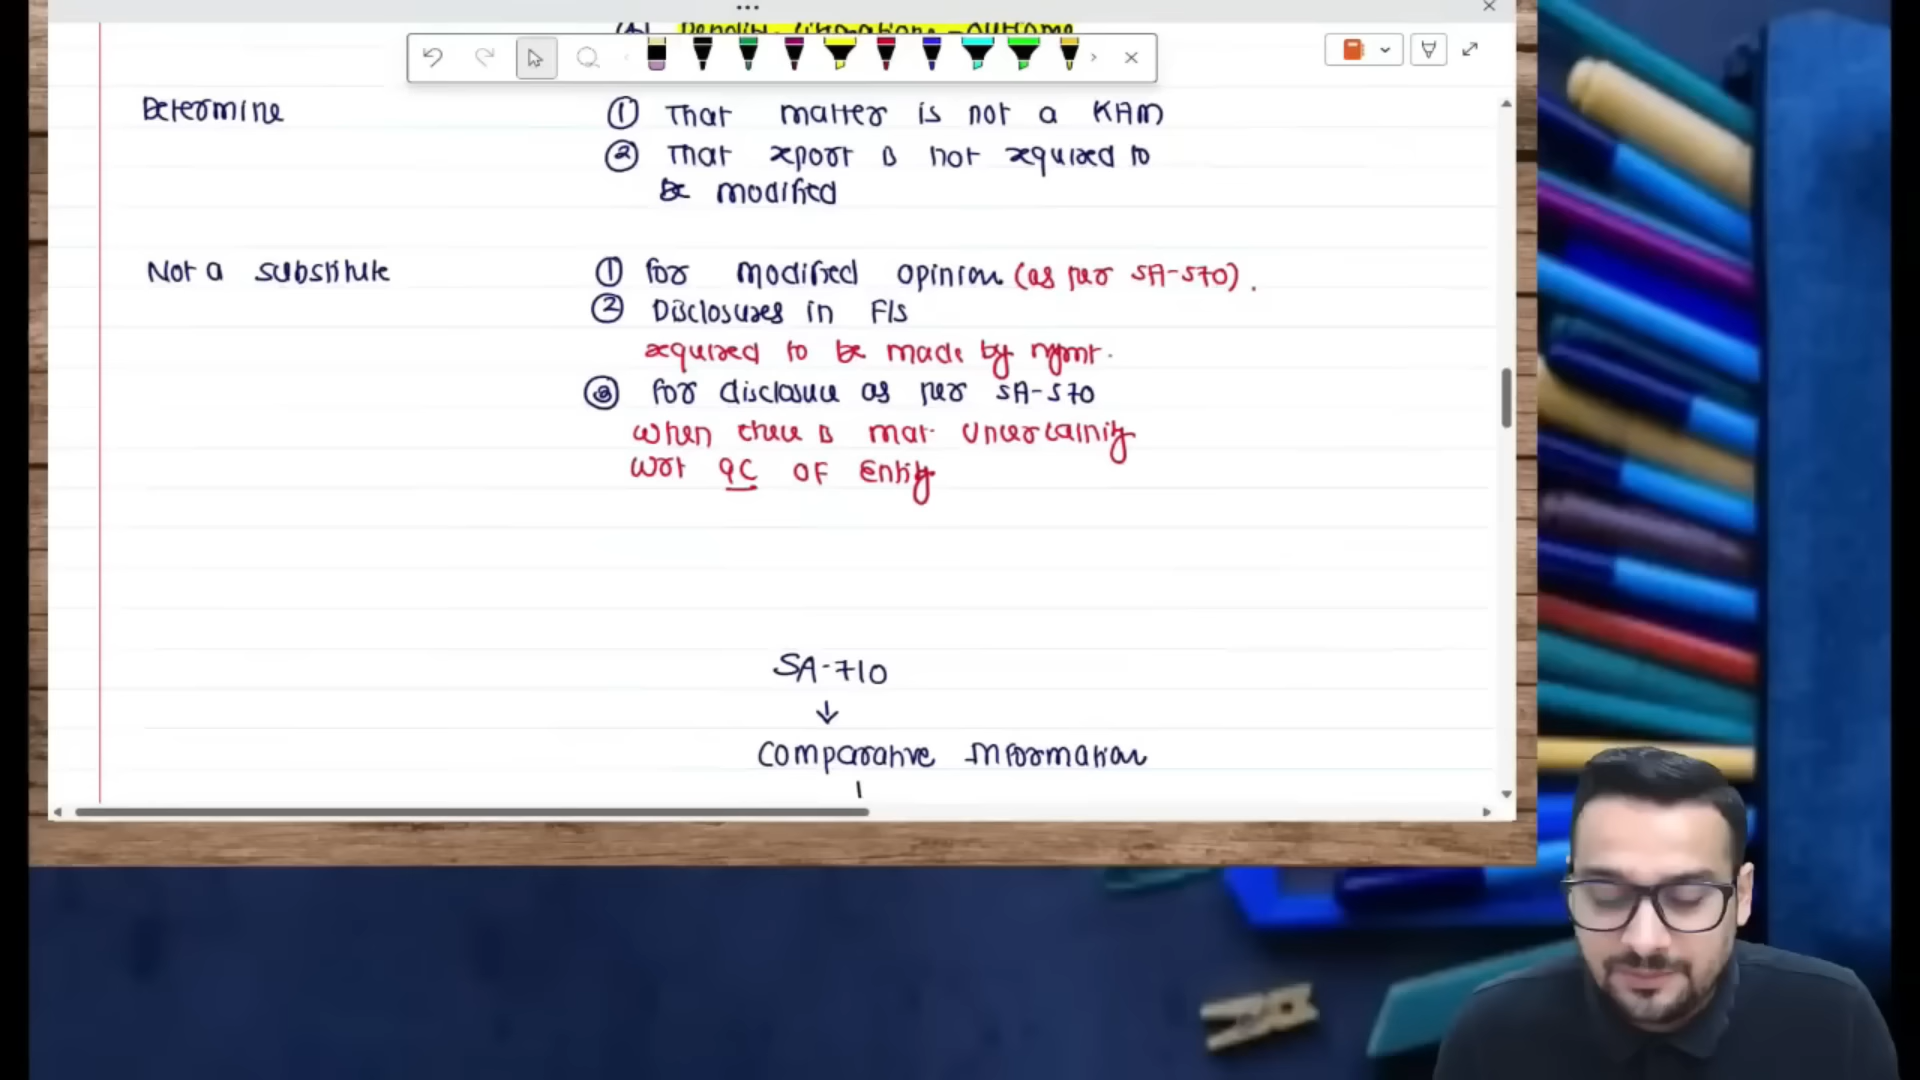 Determine ① That matter is not a KAM
② That report is not required to
be modified
Not a substitute ① for modified opinion (as per SA-570).
② Disclosures in F/s
required to be made by mgmt.
③ for disclosure as per SA-570
when there is mat. uncertainity
wrt GC OF Entity
SA-710
↓
Comparative Information